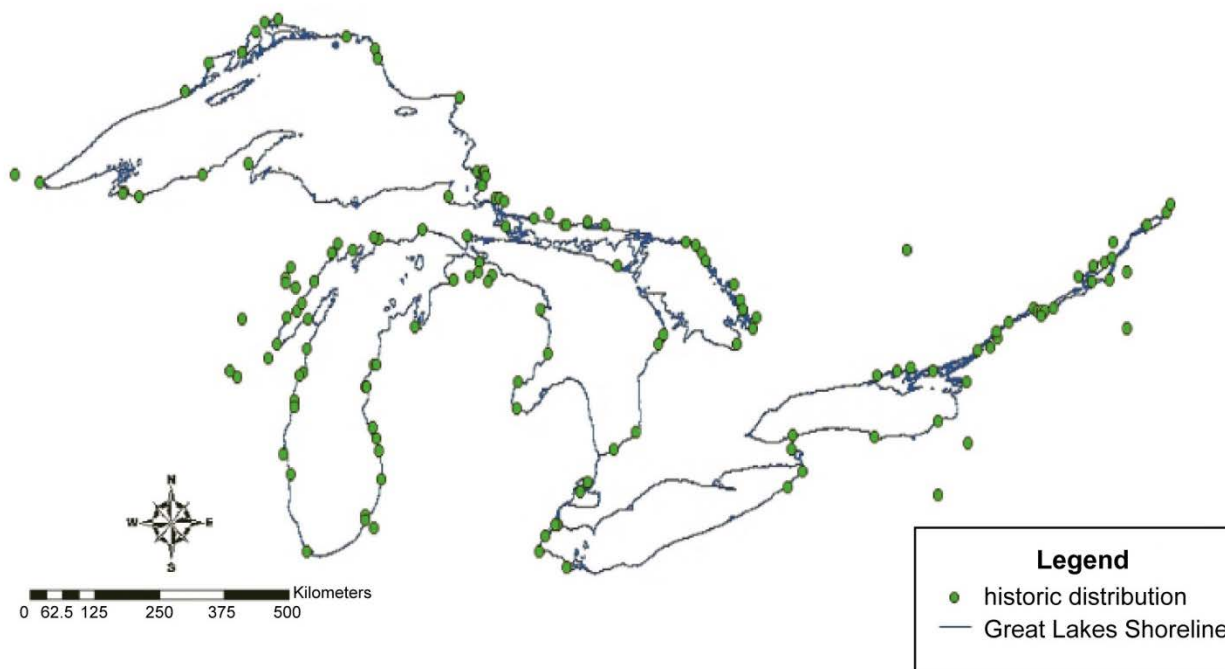 N
W E
S
Kilometers
0 62.5 125 250 375 500
Legend
historic distribution
Great Lakes Shoreline